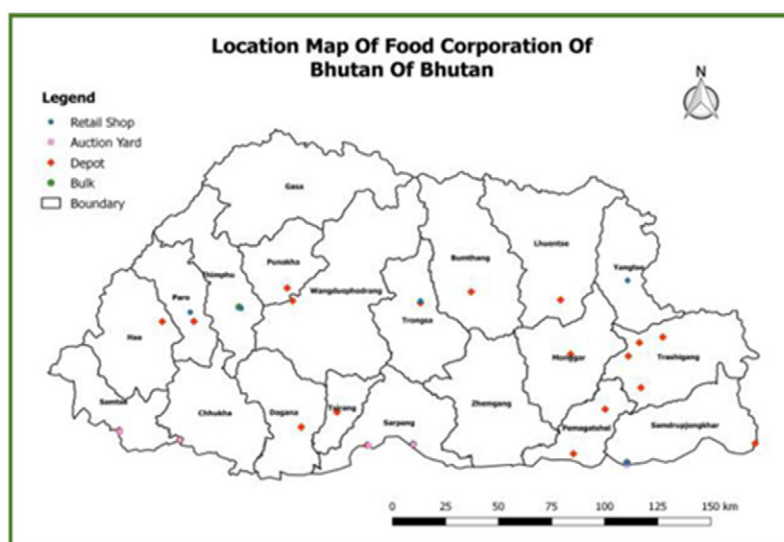 Location Map Of Food Corporation Of
Bhutan Of Bhutan
N
Legend
Retail Shop
Auction Yard
Depot
Bulk
Boundary
Gasa
Lhuentse
Bumthang
Punakha
Thimphu
Yangtse
Wangduephodrang
Paro
Trongsa
Haa
Monggar
Trashigang
Samtse
Chhukha
Dagana
Tsirang
Zhemgang
Sarpang
Pemagatshel
Samdrupjongkhar
0 25 50 75 100 125 150 km